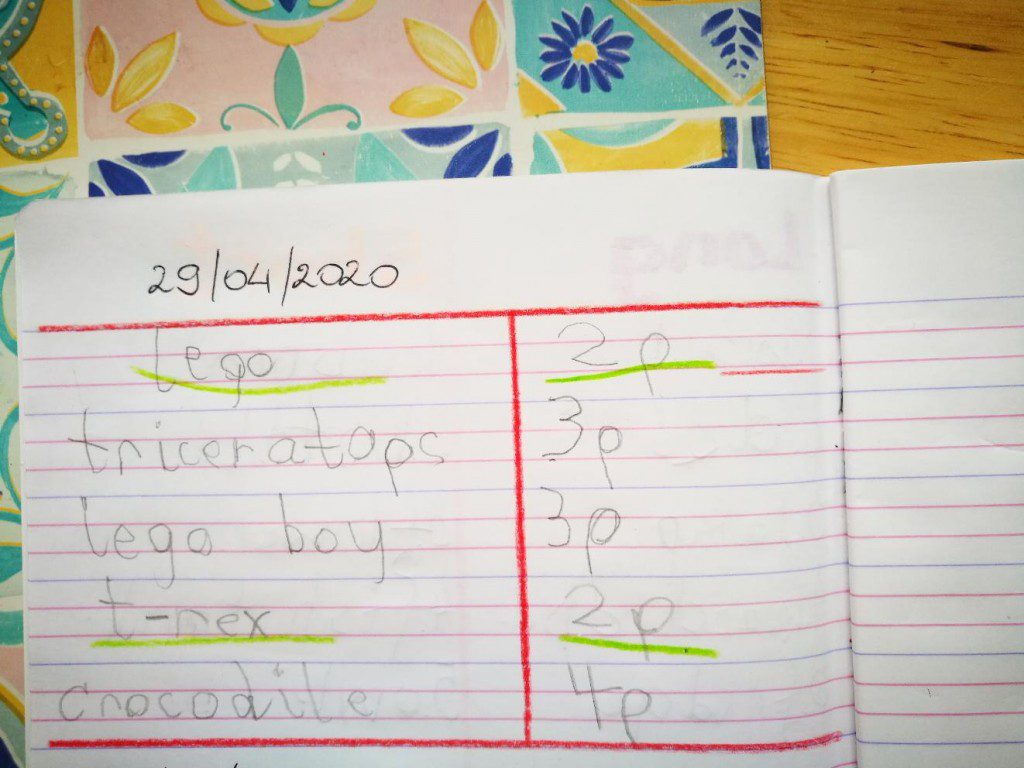 29/04/2020
lego 2p
triceratops 3p
lego boy 3p
t-rex 2p
crocodile 4p